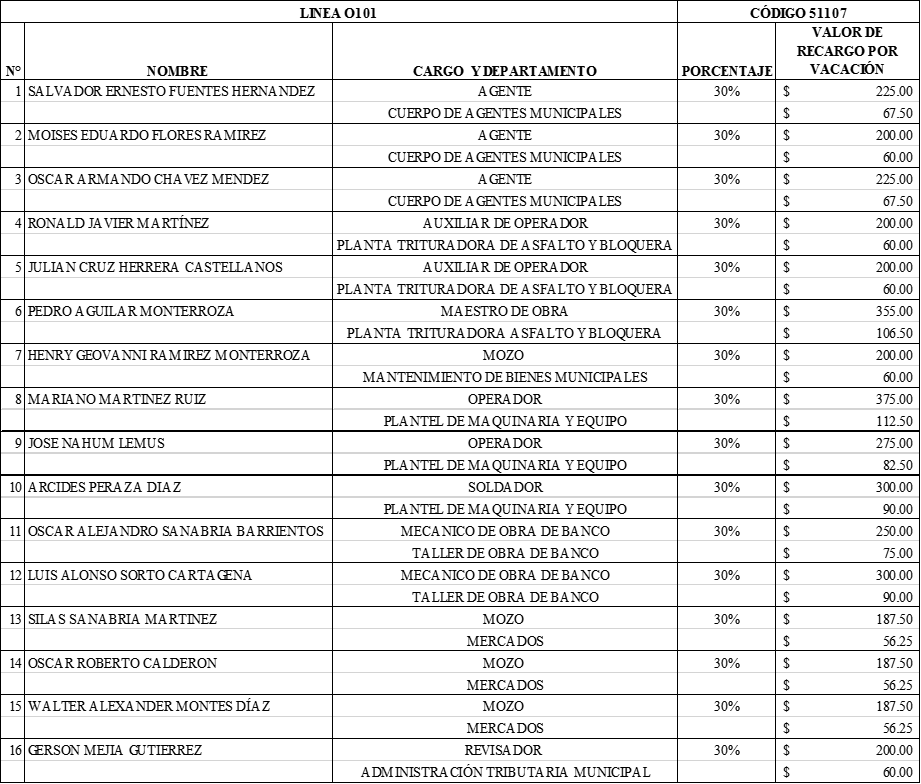 LINEA O101 CÓDIGO 51107
N° NOMBRE CARGO Y DEPARTAMENTO PORCENTAJE VALOR DE RECARGO POR VACACIÓN
1 SALVADOR ERNESTO FUENTES HERNANDEZ AGENTE 30% $ 225.00
CUERPO DE AGENTES MUNICIPALES $ 67.50
2 MOISES EDUARDO FLORES RAMIREZ AGENTE 30% $ 200.00
CUERPO DE AGENTES MUNICIPALES $ 60.00
3 OSCAR ARMANDO CHAVEZ MENDEZ AGENTE 30% $ 225.00
CUERPO DE AGENTES MUNICIPALES $ 67.50
4 RONALD JAVIER MARTÍNEZ AUXILIAR DE OPERADOR 30% $ 200.00
PLANTA TRITURADORA DE ASFALTO Y BLOQUERA $ 60.00
5 JULIAN CRUZ HERRERA CASTELLANOS AUXILIAR DE OPERADOR 30% $ 200.00
PLANTA TRITURADORA DE ASFALTO Y BLOQUERA $ 60.00
6 PEDRO AGUILAR MONTERROZA MAESTRO DE OBRA 30% $ 355.00
PLANTA TRITURADORA ASFALTO Y BLOQUERA $ 106.50
7 HENRY GEOVANNI RAMIREZ MONTERROZA MOZO 30% $ 200.00
MANTENIMIENTO DE BIENES MUNICIPALES $ 60.00
8 MARIANO MARTINEZ RUIZ OPERADOR 30% $ 375.00
PLANTEL DE MAQUINARIA Y EQUIPO $ 112.50
9 JOSE NAHUM LEMUS OPERADOR 30% $ 275.00
PLANTEL DE MAQUINARIA Y EQUIPO $ 82.50
10 ARCIDES PERAZA DIAZ SOLDADOR 30% $ 300.00
PLANTEL DE MAQUINARIA Y EQUIPO $ 90.00
11 OSCAR ALEJANDRO SANABRIA BARRIENTOS MECANICO DE OBRA DE BANCO 30% $ 250.00
TALLER DE OBRA DE BANCO $ 75.00
12 LUIS ALONSO SORTO CARTAGENA MECANICO DE OBRA DE BANCO 30% $ 300.00
TALLER DE OBRA DE BANCO $ 90.00
13 SILAS SANABRIA MARTINEZ MOZO 30% $ 187.50
MERCADOS $ 56.25
14 OSCAR ROBERTO CALDERON MOZO 30% $ 187.50
MERCADOS $ 56.25
15 WALTER ALEXANDER MONTES DÍAZ MOZO 30% $ 187.50
MERCADOS $ 56.25
16 GERSON MEJIA GUTIERREZ REVISADOR 30% $ 200.00
ADMINISTRACIÓN TRIBUTARIA MUNICIPAL $ 60.00